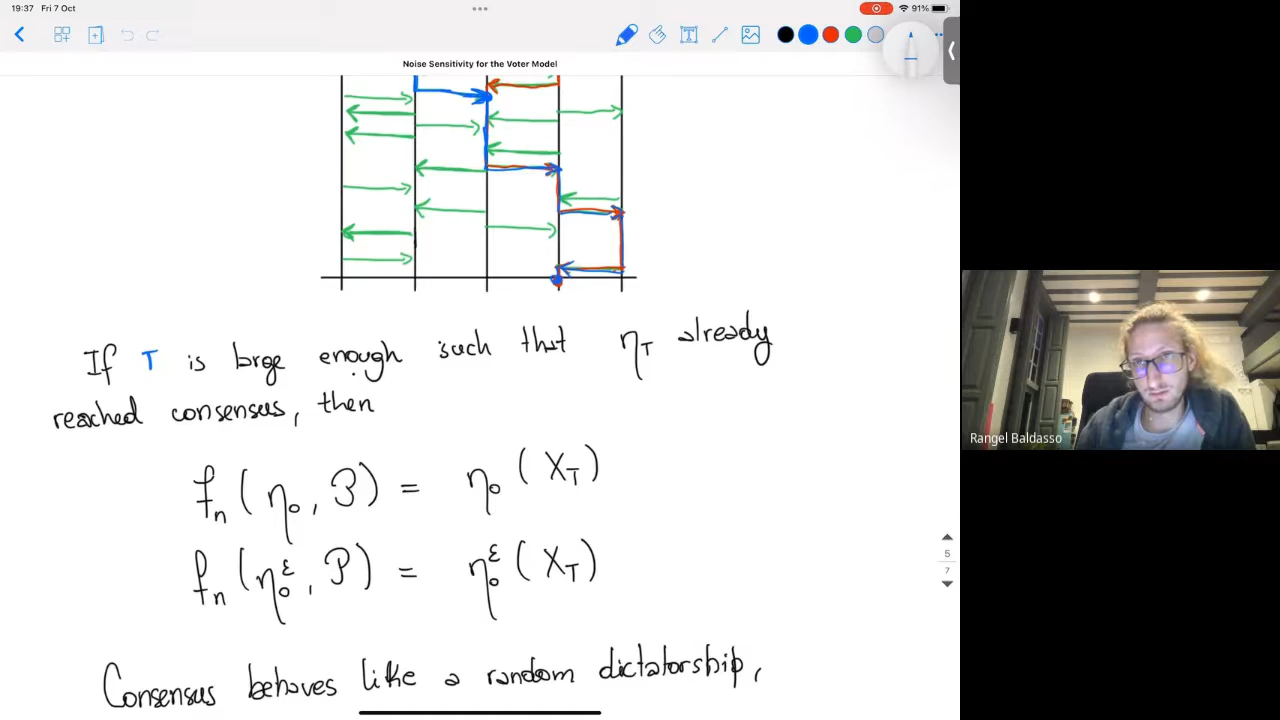 19:37 Fri 7 Oct
91%
Noise Sensitivity for the Voter Model
If T is large enough such that η_T already
reached consensus, then
f_n (η_0, P) = η_0 (X_T)
f_n (η_0^ε, P) = η_0^ε (X_T)
Consensus behaves like a random dictatorship,
5
7
Rangel Baldasso